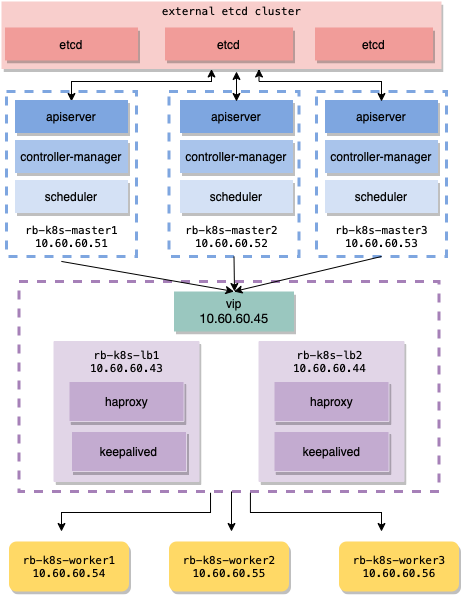 external etcd cluster
etcd
etcd
etcd
apiserver
apiserver
apiserver
controller-manager
controller-manager
controller-manager
scheduler
scheduler
scheduler
rb-k8s-master1
10.60.60.51
rb-k8s-master2
10.60.60.52
rb-k8s-master3
10.60.60.53
vip
10.60.60.45
rb-k8s-lb1
10.60.60.43
haproxy
keepalived
rb-k8s-lb2
10.60.60.44
haproxy
keepalived
rb-k8s-worker1
10.60.60.54
rb-k8s-worker2
10.60.60.55
rb-k8s-worker3
10.60.60.56